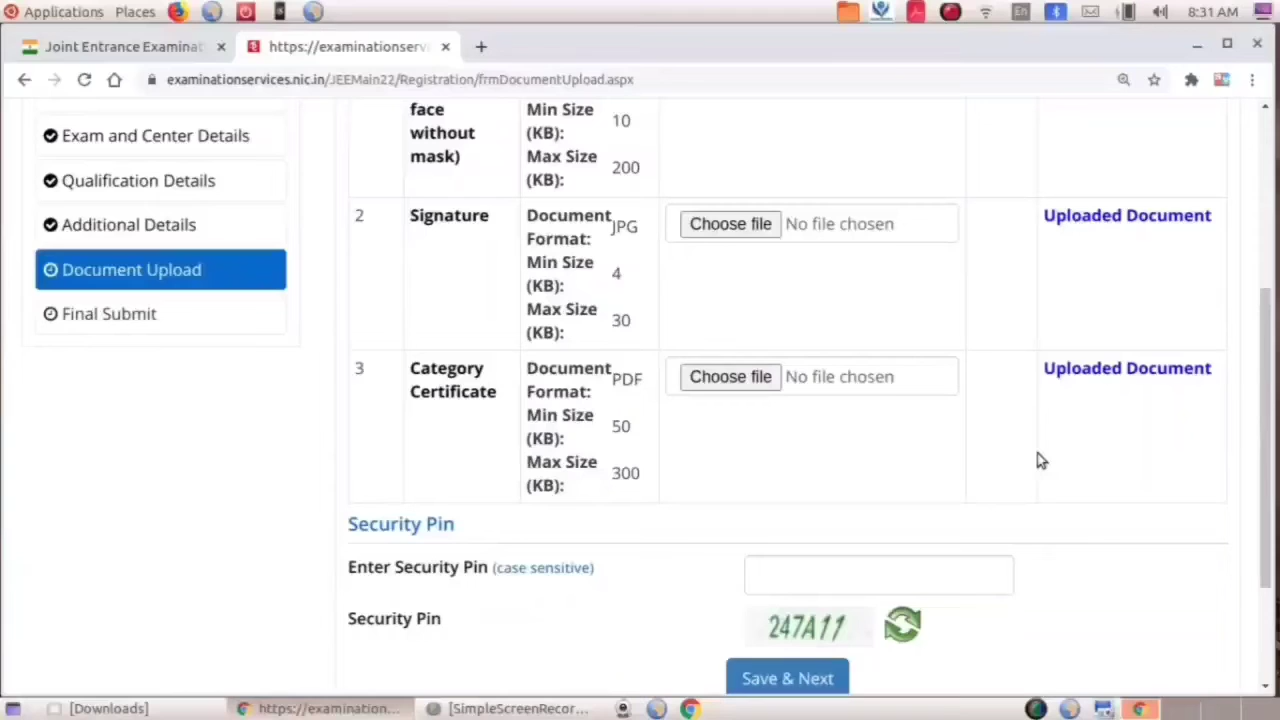 Applications Places En 8:31 AM
Joint Entrance Examinat × https://examinationserv × +
examinationservices.nic.in/JEEMain22/Registration/frmDocumentUpload.aspx
Exam and Center Details
Qualification Details
Additional Details
Document Upload
Final Submit
face
without
mask)
Min Size
(KB):
10
Max Size
(KB):
200
2
Signature
Document
Format:
JPG
Min Size
(KB):
4
Max Size
(KB):
30
Choose file No file chosen
Uploaded Document
3
Category
Certificate
Document
Format:
PDF
Min Size
(KB):
50
Max Size
(KB):
300
Choose file No file chosen
Uploaded Document
Security Pin
Enter Security Pin (case sensitive)
Security Pin
247A11
Save & Next
[Downloads] https://examination... [SimpleScreenRecor...